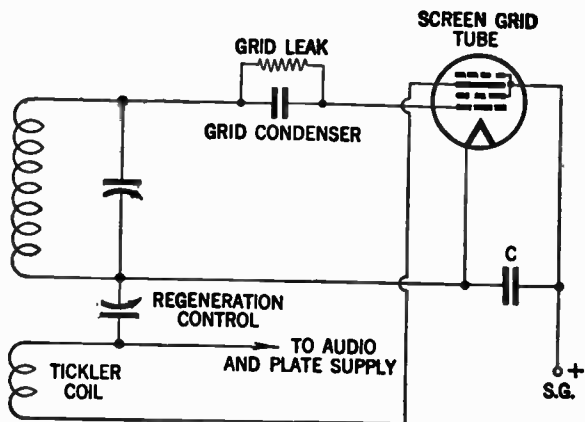 SCREEN GRID
TUBE
GRID LEAK
GRID CONDENSER
C
REGENERATION
CONTROL
TO AUDIO
AND PLATE SUPPLY
TICKLER
COIL
+
S.G.